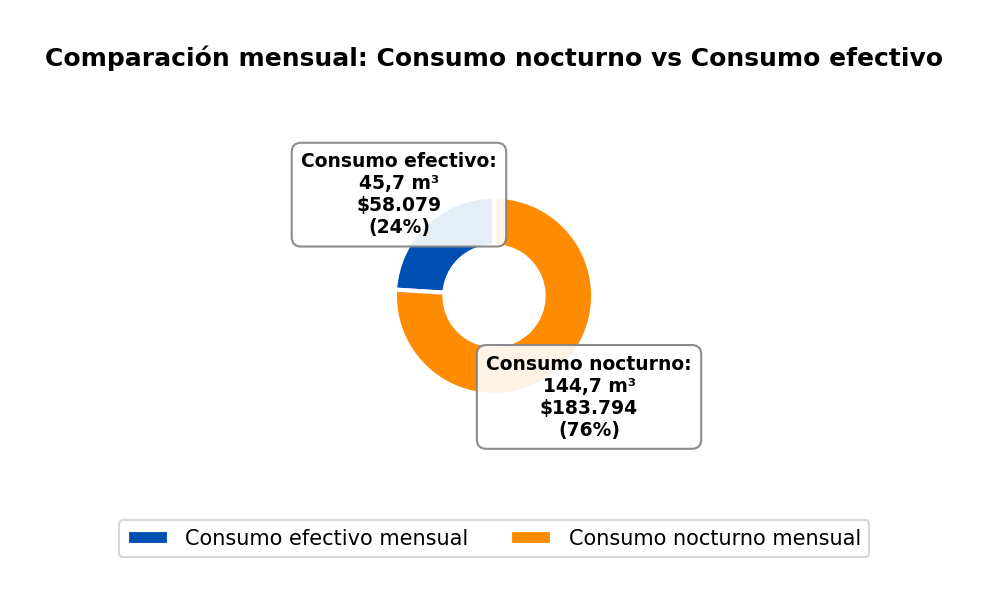 Comparación mensual: Consumo nocturno vs Consumo efectivo
Consumo efectivo:
45,7 m³
$58.079
(24%)
Consumo nocturno:
144,7 m³
$183.794
(76%)
Consumo efectivo mensual
Consumo nocturno mensual